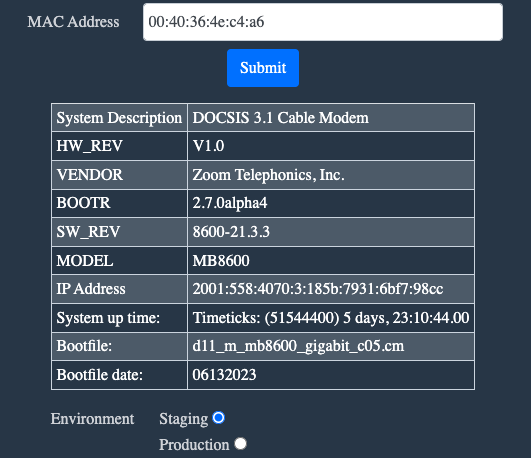 MAC Address 00:40:36:4e:c4:a6
Submit
System Description DOCSIS 3.1 Cable Modem
HW_REV V1.0
VENDOR Zoom Telephonics, Inc.
BOOTR 2.7.0alpha4
SW_REV 8600-21.3.3
MODEL MB8600
IP Address 2001:558:4070:3:185b:7931:6bf7:98cc
System up time: Timeticks: (51544400) 5 days, 23:10:44.00
Bootfile: d11_m_mb8600_gigabit_c05.cm
Bootfile date: 06132023
Environment Staging
Production